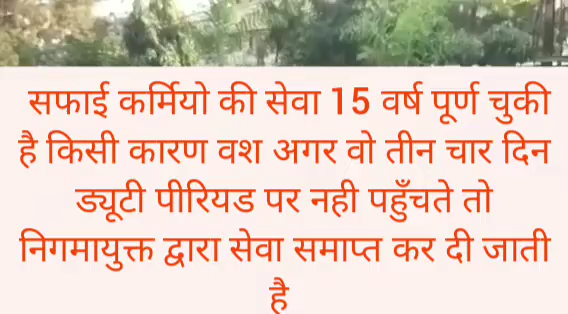 सफाई कर्मियो की सेवा 15 वर्ष पूर्ण चुकी
है किसी कारण वश अगर वो तीन चार दिन
ड्यूटी पीरियड पर नही पहुँचते तो
निगमायुक्त द्वारा सेवा समाप्त कर दी जाती
है